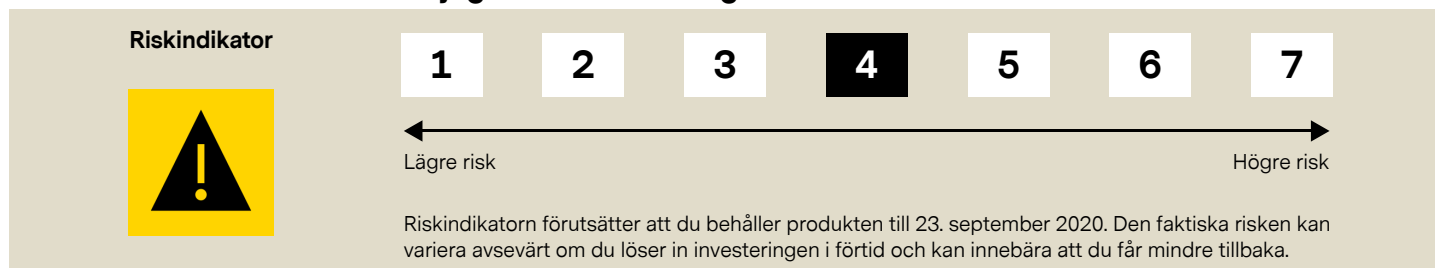 Riskindikator
1 2 3 4 5 6 7
Lägre risk Högre risk
Riskindikatorn förutsätter att du behåller produkten till 23. september 2020. Den faktiska risken kan
variera avsevärt om du löser in investeringen i förtid och kan innebära att du får mindre tillbaka.